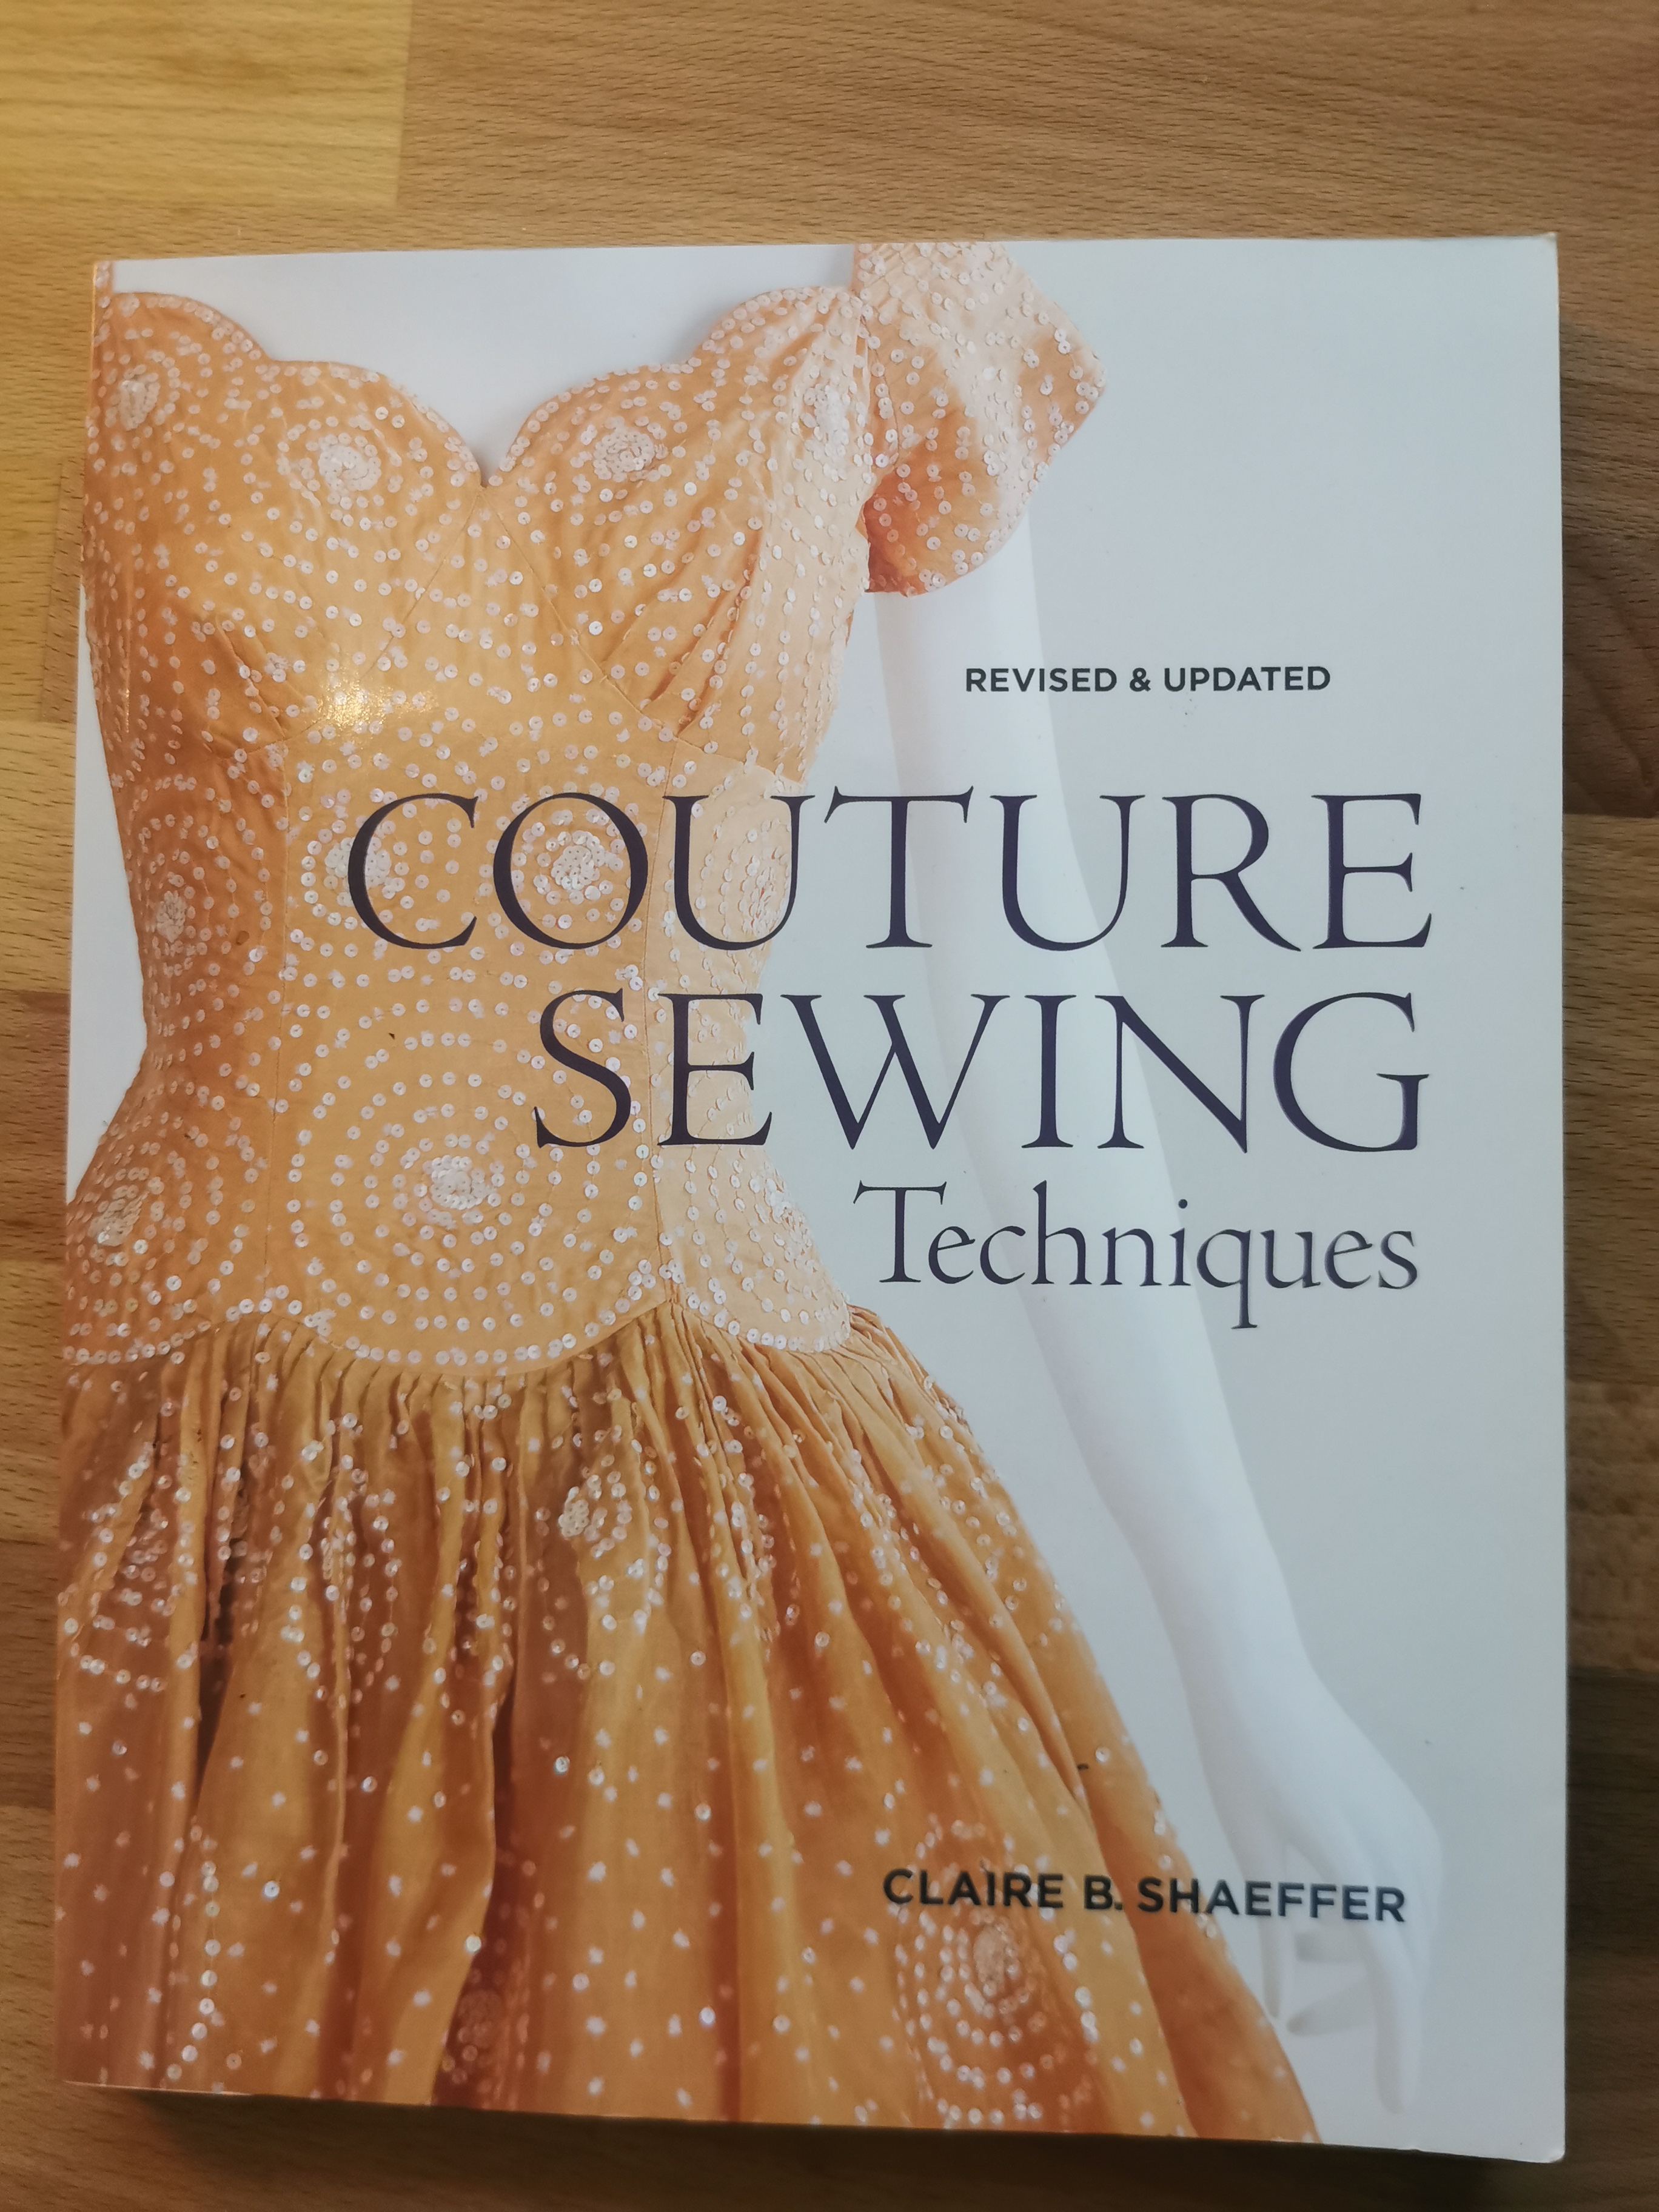 REVISED & UPDATED
COUTURE
SEWING
Techniques
CLAIRE B. SHAEFFER